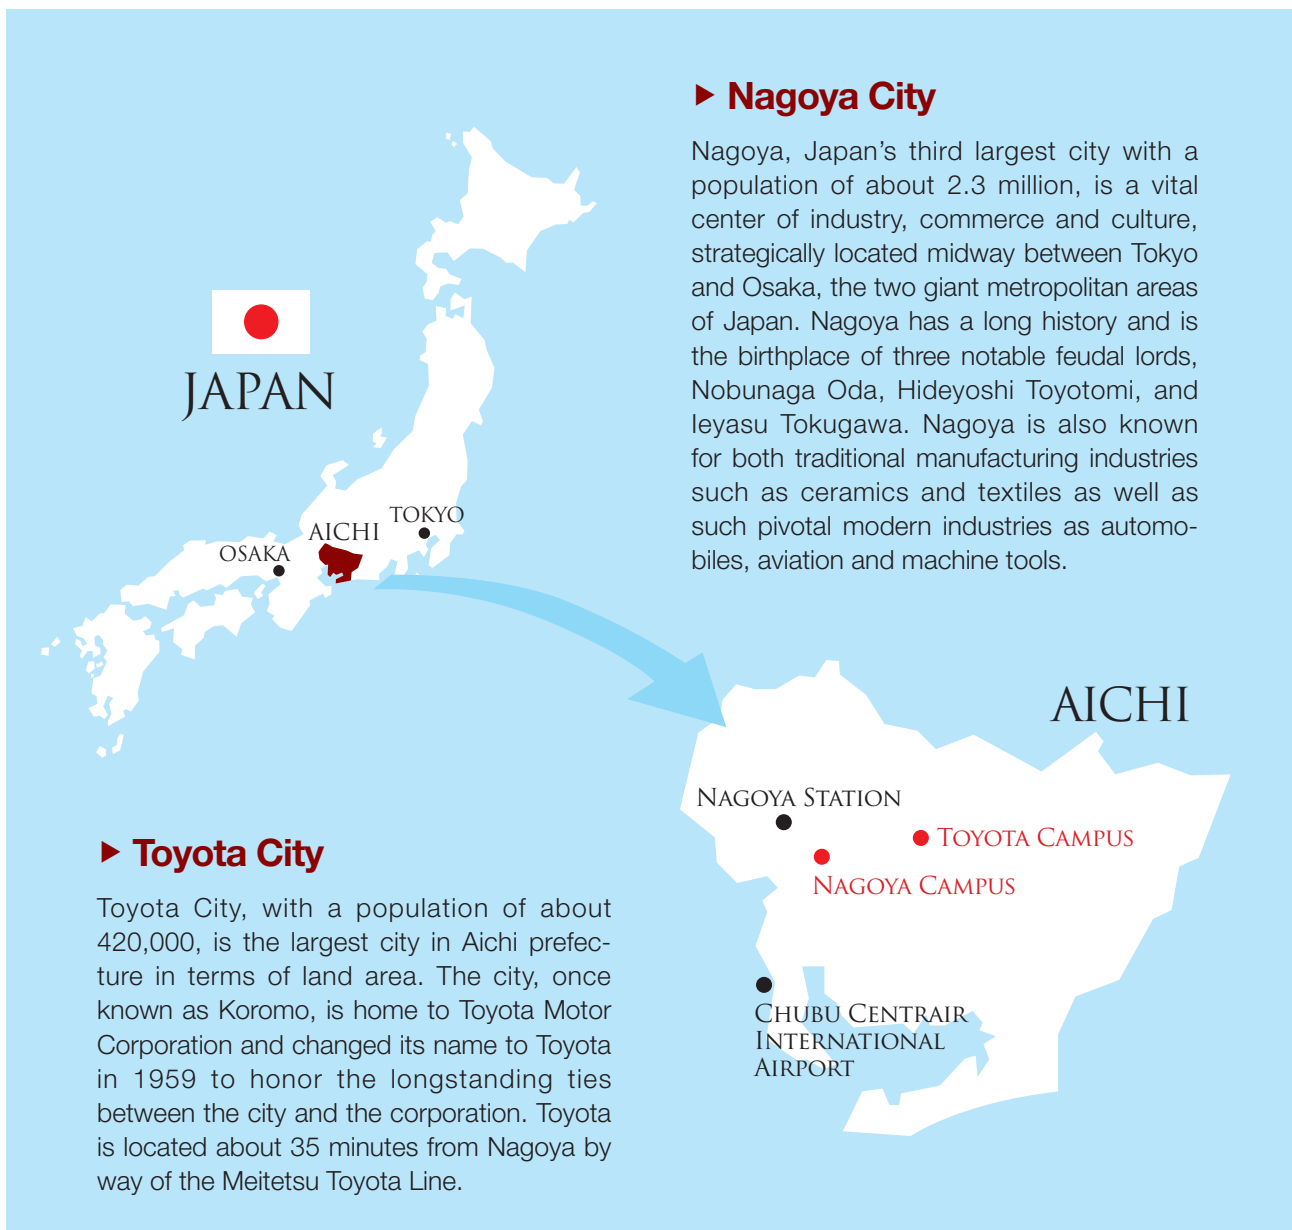 ▶ Nagoya City
Nagoya, Japan’s third largest city with a
population of about 2.3 million, is a vital
center of industry, commerce and culture,
strategically located midway between Tokyo
and Osaka, the two giant metropolitan areas
of Japan. Nagoya has a long history and is
the birthplace of three notable feudal lords,
Nobunaga Oda, Hideyoshi Toyotomi, and
Ieyasu Tokugawa. Nagoya is also known
for both traditional manufacturing industries
such as ceramics and textiles as well as
such pivotal modern industries as automo-
biles, aviation and machine tools.
JAPAN
TOKYO
AICHI
OSAKA
AICHI
NAGOYA STATION
TOYOTA CAMPUS
NAGOYA CAMPUS
CHUBU CENTRAIR
INTERNATIONAL
AIRPORT
▶ Toyota City
Toyota City, with a population of about
420,000, is the largest city in Aichi prefec-
ture in terms of land area. The city, once
known as Koromo, is home to Toyota Motor
Corporation and changed its name to Toyota
in 1959 to honor the longstanding ties
between the city and the corporation. Toyota
is located about 35 minutes from Nagoya by
way of the Meitetsu Toyota Line.